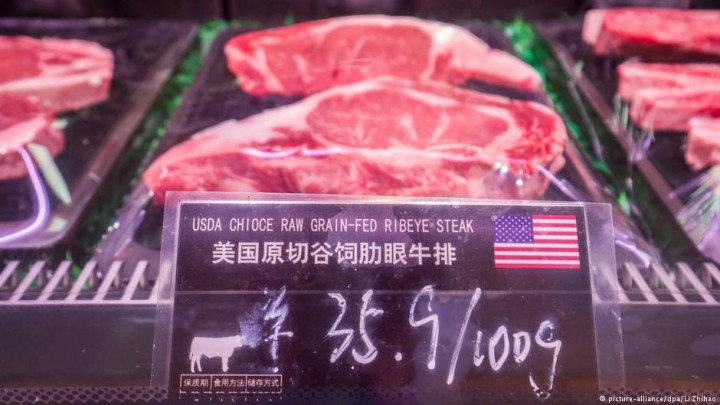 USDA CHIOCE RAW GRAIN-FED RIBEYE STEAK
美国原切谷饲肋眼牛排
¥ 35.9/100g
保质期 食用方法 储存方式
© picture-alliance/dpa/Li Zhihao